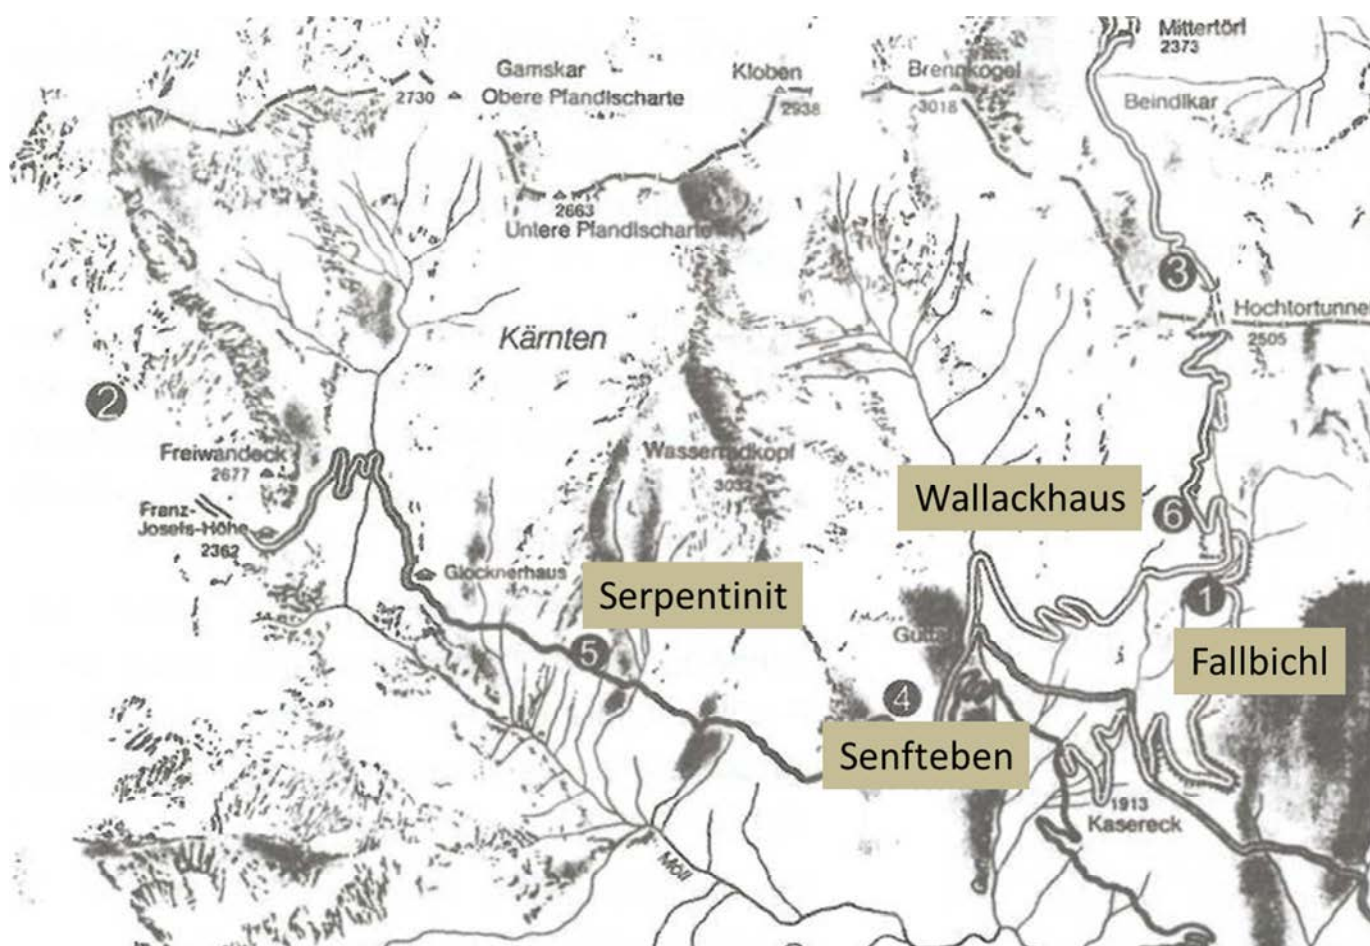 Mittertörl
2373
Gamskar
Kloben
Brennkogel
2730
Obere Pfandlscharte
2938
3018
Beindlkar
2663
Untere Pfandlscharte
3
Hochtortunnel
2505
Kärnten
2
Freiwandeck
2677
Wasserradkopf
3032
Wallackhaus
6
Franz-
Josefs-Höhe
2362
Glocknerhaus
Serpentinit
1
5
Fallbichl
4
Senfteben
1913
Kasereck
Möll